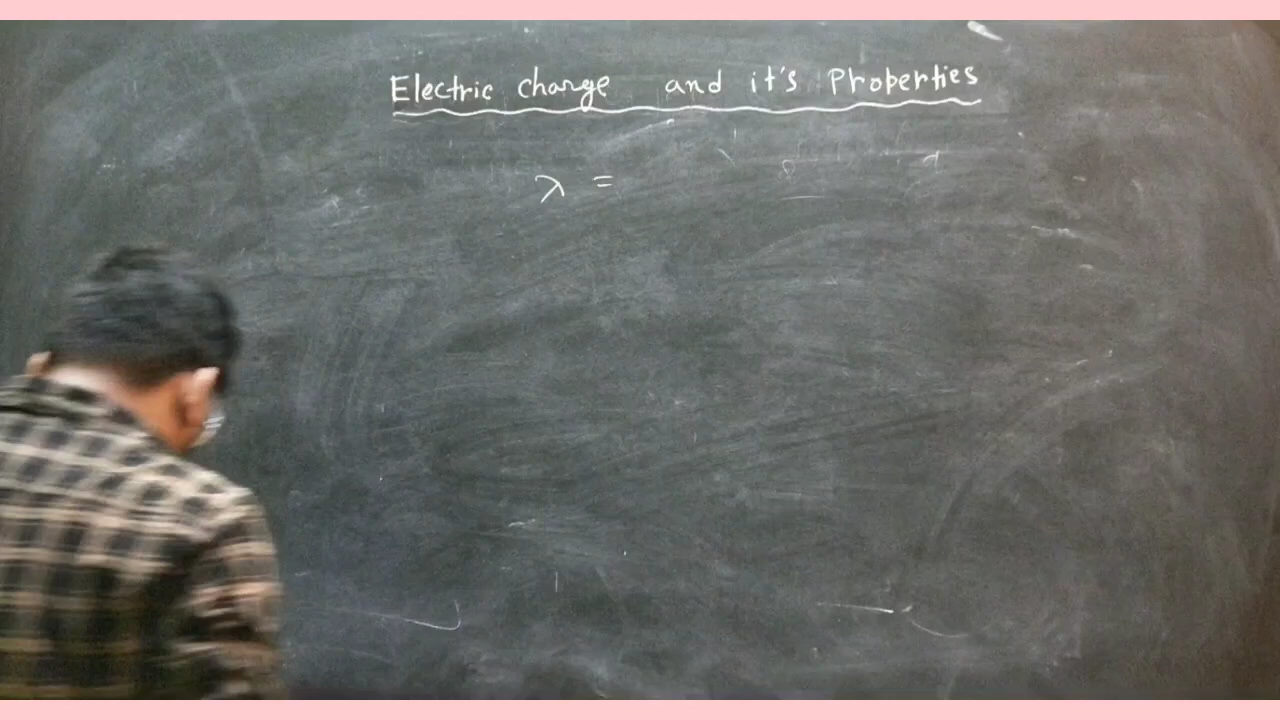 Electric charge and it's Properties
λ =